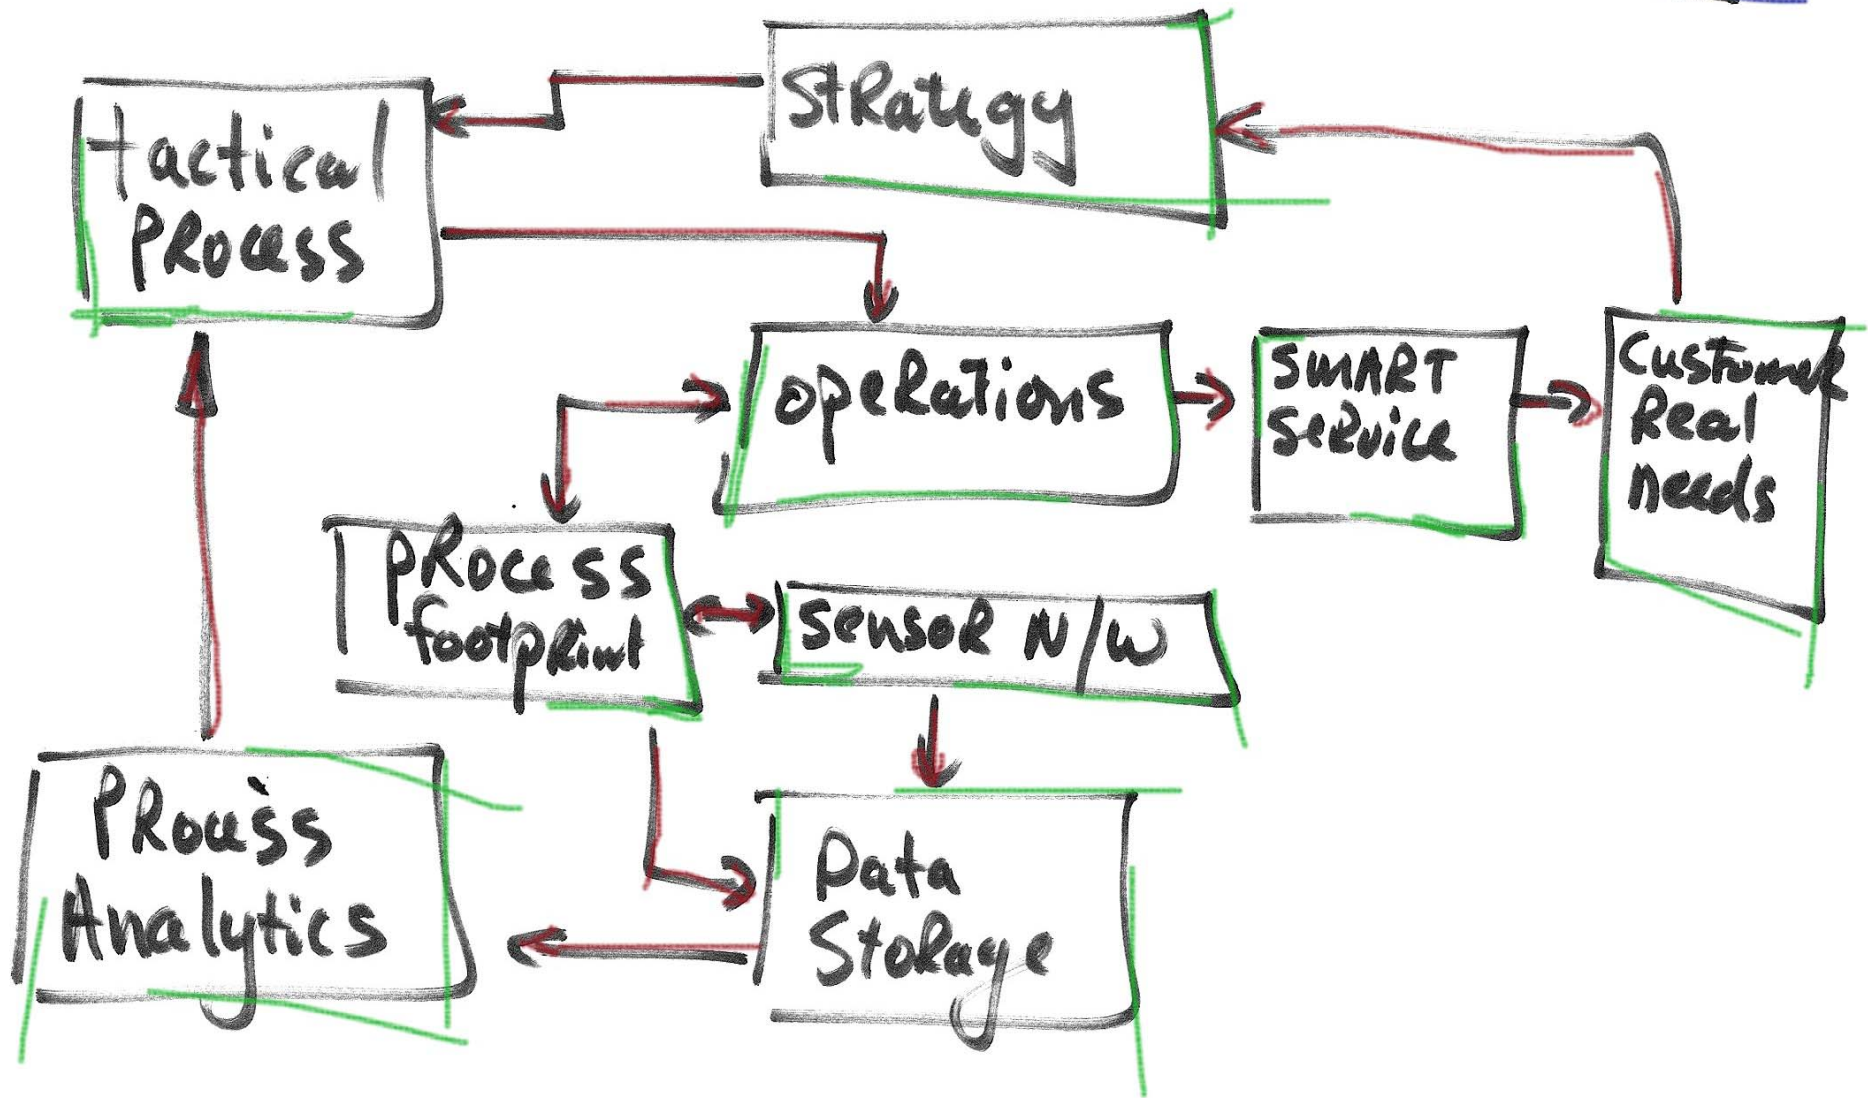 Strategy
tactical
process
operations
SMART
service
Customer
Real
needs
process
footprint
sensor N/W
Process
Analytics
Data
Storage